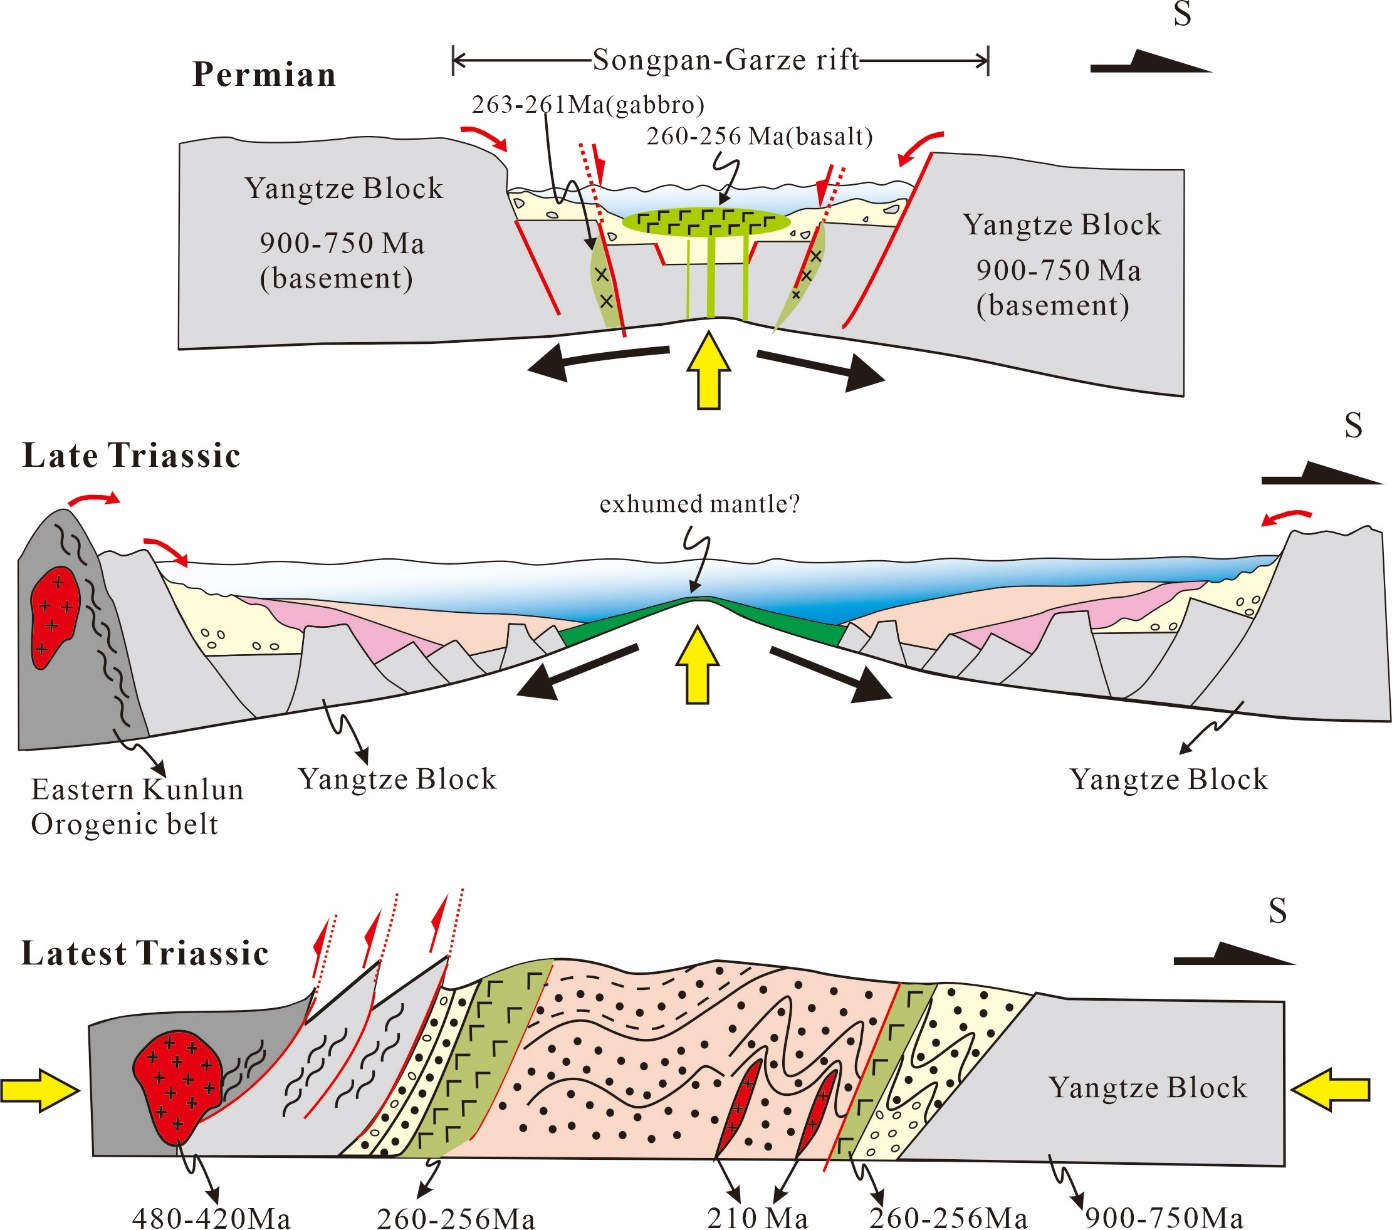 S
Songpan-Garze rift
Permian
263-261Ma(gabbro)
260-256 Ma(basalt)
Yangtze Block
900-750 Ma
(basement)
Yangtze Block
900-750 Ma
(basement)
S
Late Triassic
exhumed mantle?
Eastern Kunlun
Orogenic belt
Yangtze Block
Yangtze Block
S
Latest Triassic
Yangtze Block
480-420Ma
260-256Ma
210 Ma
260-256Ma
900-750Ma